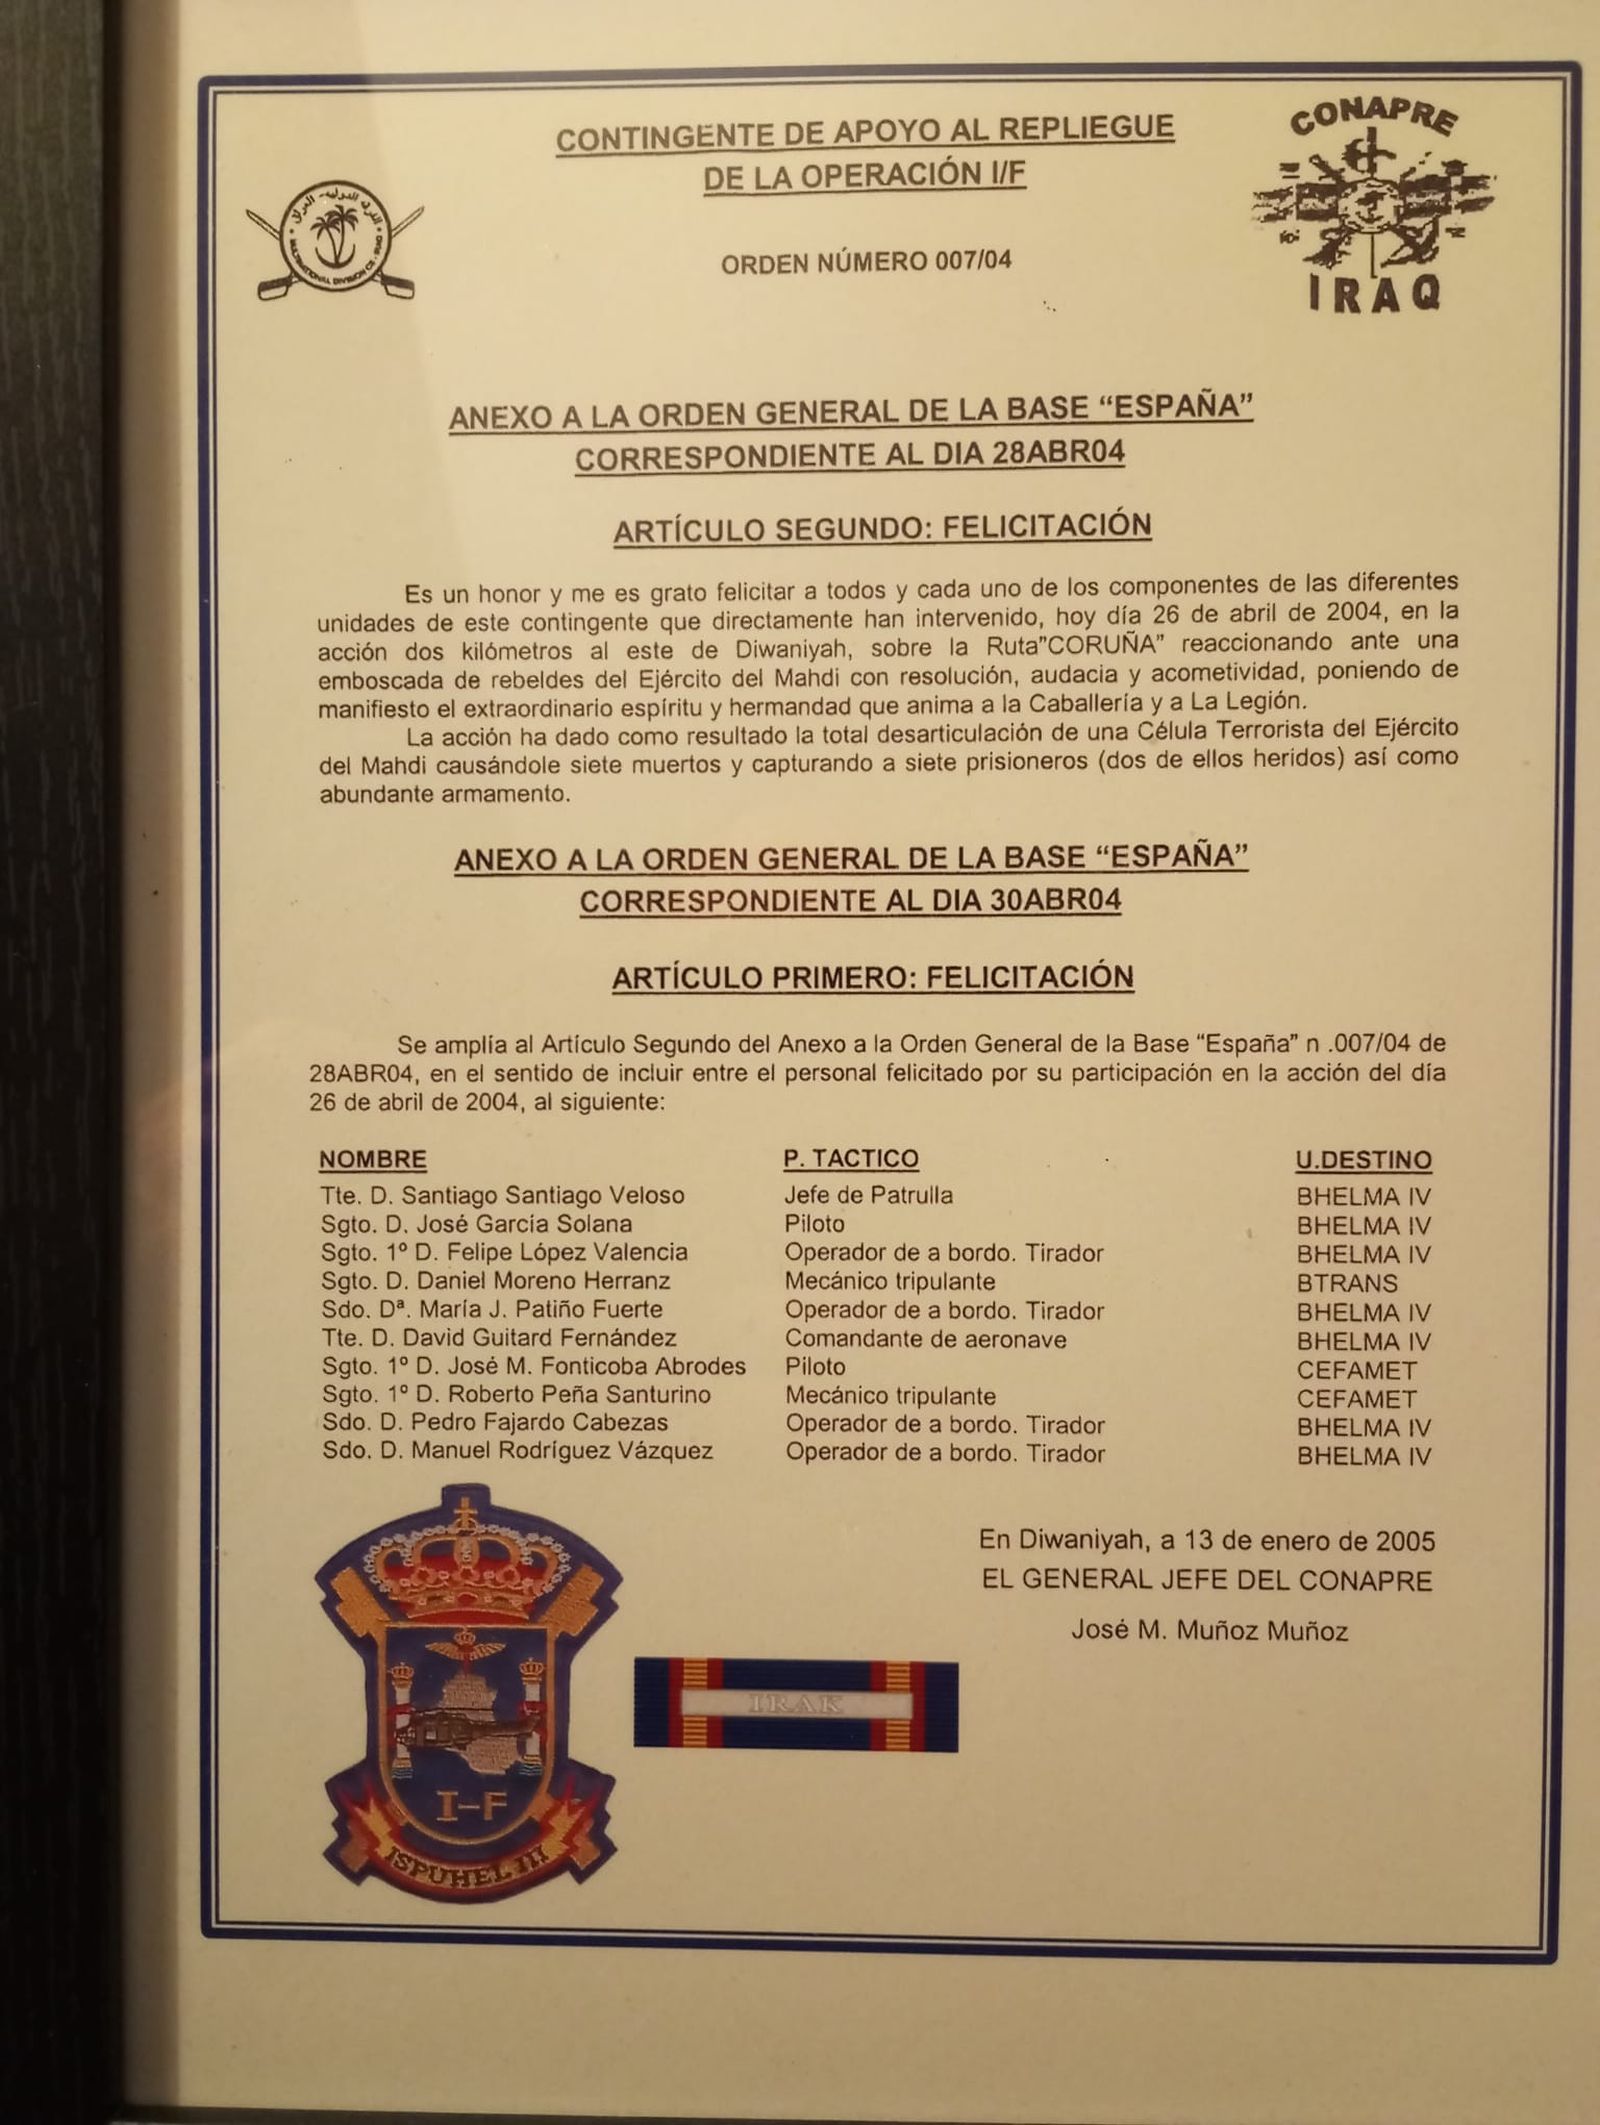 CONTINGENTE DE APOYO AL REPLIEGUE
DE LA OPERACIÓN I/F
CONAPRE
IRAQ
MULTINATIONAL DIVISION CS
ORDEN NÚMERO 007/04
ANEXO A LA ORDEN GENERAL DE LA BASE “ESPAÑA”
CORRESPONDIENTE AL DIA 28ABR04
ARTÍCULO SEGUNDO: FELICITACIÓN
Es un honor y me es grato felicitar a todos y cada uno de los componentes de las diferentes
unidades de este contingente que directamente han intervenido, hoy día 26 de abril de 2004, en la
acción dos kilómetros al este de Diwaniyah, sobre la Ruta”CORUÑA” reaccionando ante una
emboscada de rebeldes del Ejército del Mahdi con resolución, audacia y acometividad, poniendo de
manifiesto el extraordinario espíritu y hermandad que anima a la Caballería y a La Legión.
La acción ha dado como resultado la total desarticulación de una Célula Terrorista del Ejército
del Mahdi causándole siete muertos y capturando a siete prisioneros (dos de ellos heridos) así como
abundante armamento.
ANEXO A LA ORDEN GENERAL DE LA BASE “ESPAÑA”
CORRESPONDIENTE AL DIA 30ABR04
ARTÍCULO PRIMERO: FELICITACIÓN
Se amplía al Artículo Segundo del Anexo a la Orden General de la Base “España” n .007/04 de
28ABR04, en el sentido de incluir entre el personal felicitado por su participación en la acción del día
26 de abril de 2004, al siguiente:
NOMBRE P. TACTICO U.DESTINO
Tte. D. Santiago Santiago Veloso Jefe de Patrulla BHELMA IV
Sgto. D. José García Solana Piloto BHELMA IV
Sgto. 1º D. Felipe López Valencia Operador de a bordo. Tirador BHELMA IV
Sgto. D. Daniel Moreno Herranz Mecánico tripulante BTRANS
Sdo. Dª. María J. Patiño Fuerte Operador de a bordo. Tirador BHELMA IV
Tte. D. David Guitard Fernández Comandante de aeronave BHELMA IV
Sgto. 1º D. José M. Fonticoba Abrodes Piloto CEFAMET
Sgto. 1º D. Roberto Peña Santurino Mecánico tripulante CEFAMET
Sdo. D. Pedro Fajardo Cabezas Operador de a bordo. Tirador BHELMA IV
Sdo. D. Manuel Rodríguez Vázquez Operador de a bordo. Tirador BHELMA IV
En Diwaniyah, a 13 de enero de 2005
EL GENERAL JEFE DEL CONAPRE
José M. Muñoz Muñoz
IRAK
I-F
ISPUHEL III